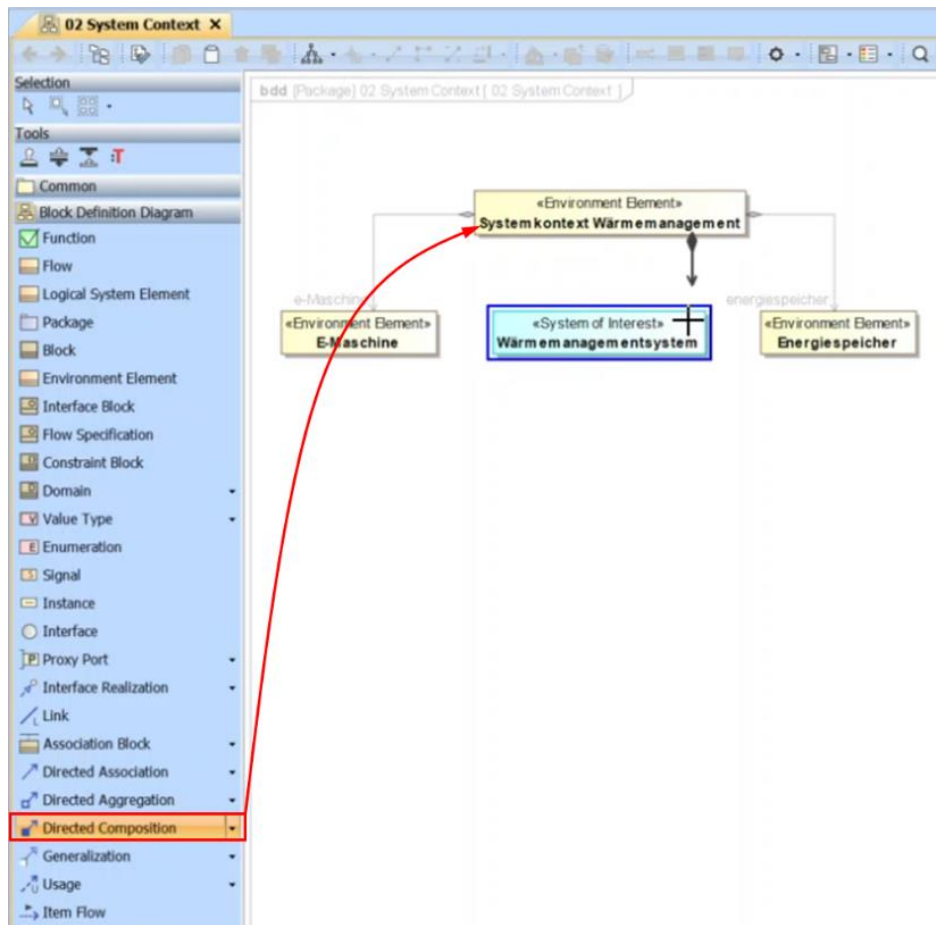 02 System Context
Selection
bdd [Package] 02 System Context [ 02 System Context ]
Tools
:T
Common
Block Definition Diagram
Function
Flow
Logical System Element
Package
Block
Environment Element
Interface Block
Flow Specification
Constraint Block
Domain
Value Type
Enumeration
Signal
Instance
Interface
Proxy Port
Interface Realization
Link
Association Block
Directed Association
Directed Aggregation
Directed Composition
Generalization
Usage
Item Flow
«Environment Element»
Systemkontext Wärmemanagement
e-Maschine
energiespeicher
«Environment Element»
E-Maschine
«System of Interest»
Wärmemanagementsystem
«Environment Element»
Energiespeicher